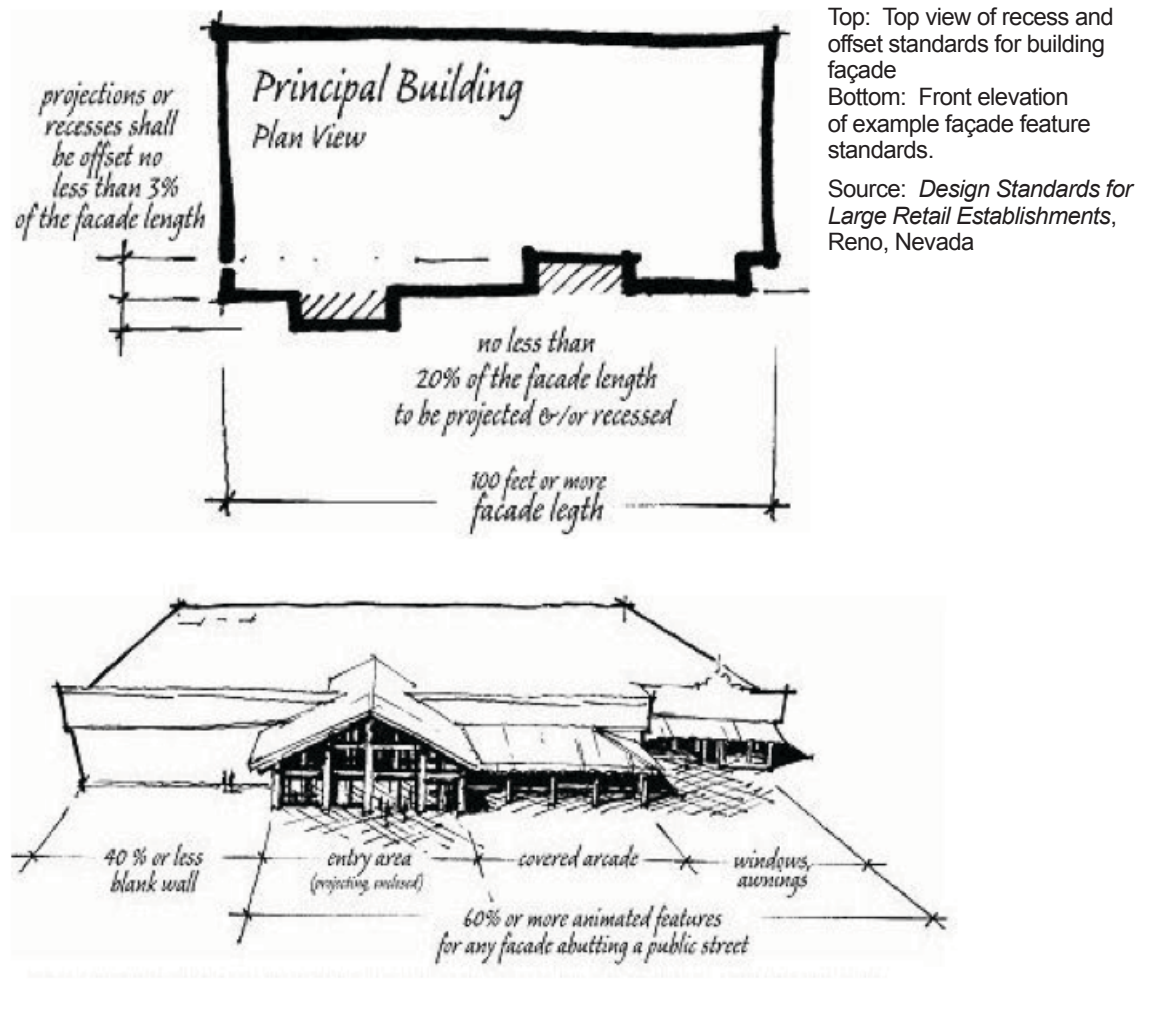 Top: Top view of recess and
offset standards for building
façade
Bottom: Front elevation
of example façade feature
standards.
Source: Design Standards for
Large Retail Establishments,
Reno, Nevada
Principal Building
Plan View
projections or
recesses shall
be offset no
less than 3%
of the facade length
no less than
20% of the facade length
to be projected &/or recessed
100 feet or more
facade legth
40 % or less
blank wall
entry area
(projecting, enclosed)
covered arcade
windows,
awnings
60% or more animated features
for any facade abutting a public street